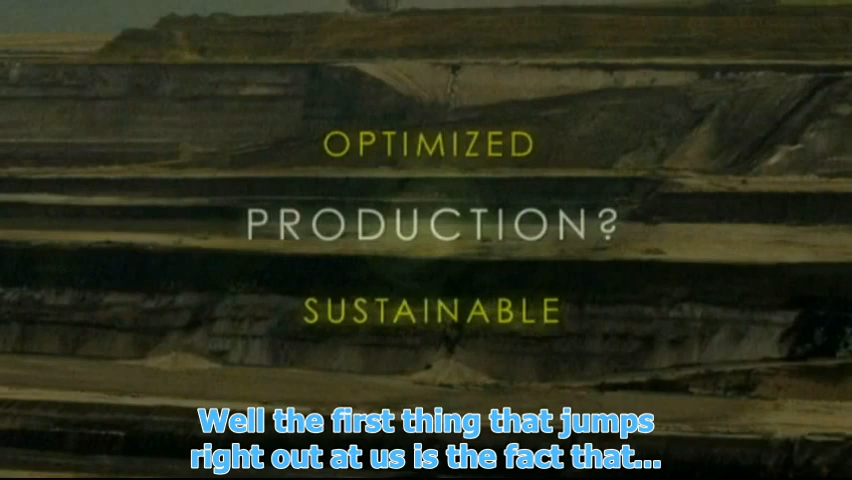 OPTIMIZED
PRODUCTION?
SUSTAINABLE
Well the first thing that jumps
right out at us is the fact that...